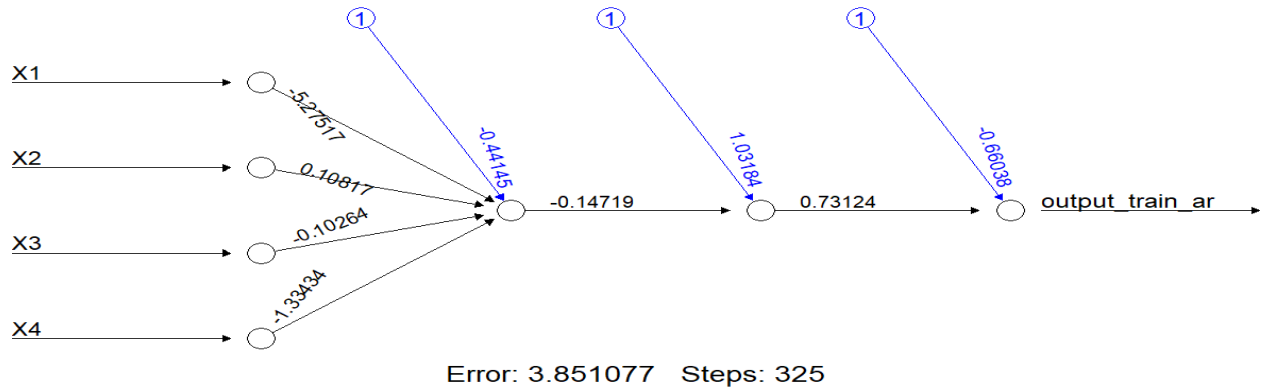 1
1
1
X1
-5.27517
X2
0.10817
-0.44145
1.03184
-0.66038
-0.14719
0.73124
output_train_ar
X3
-0.10264
X4
-1.33434
Error: 3.851077 Steps: 325